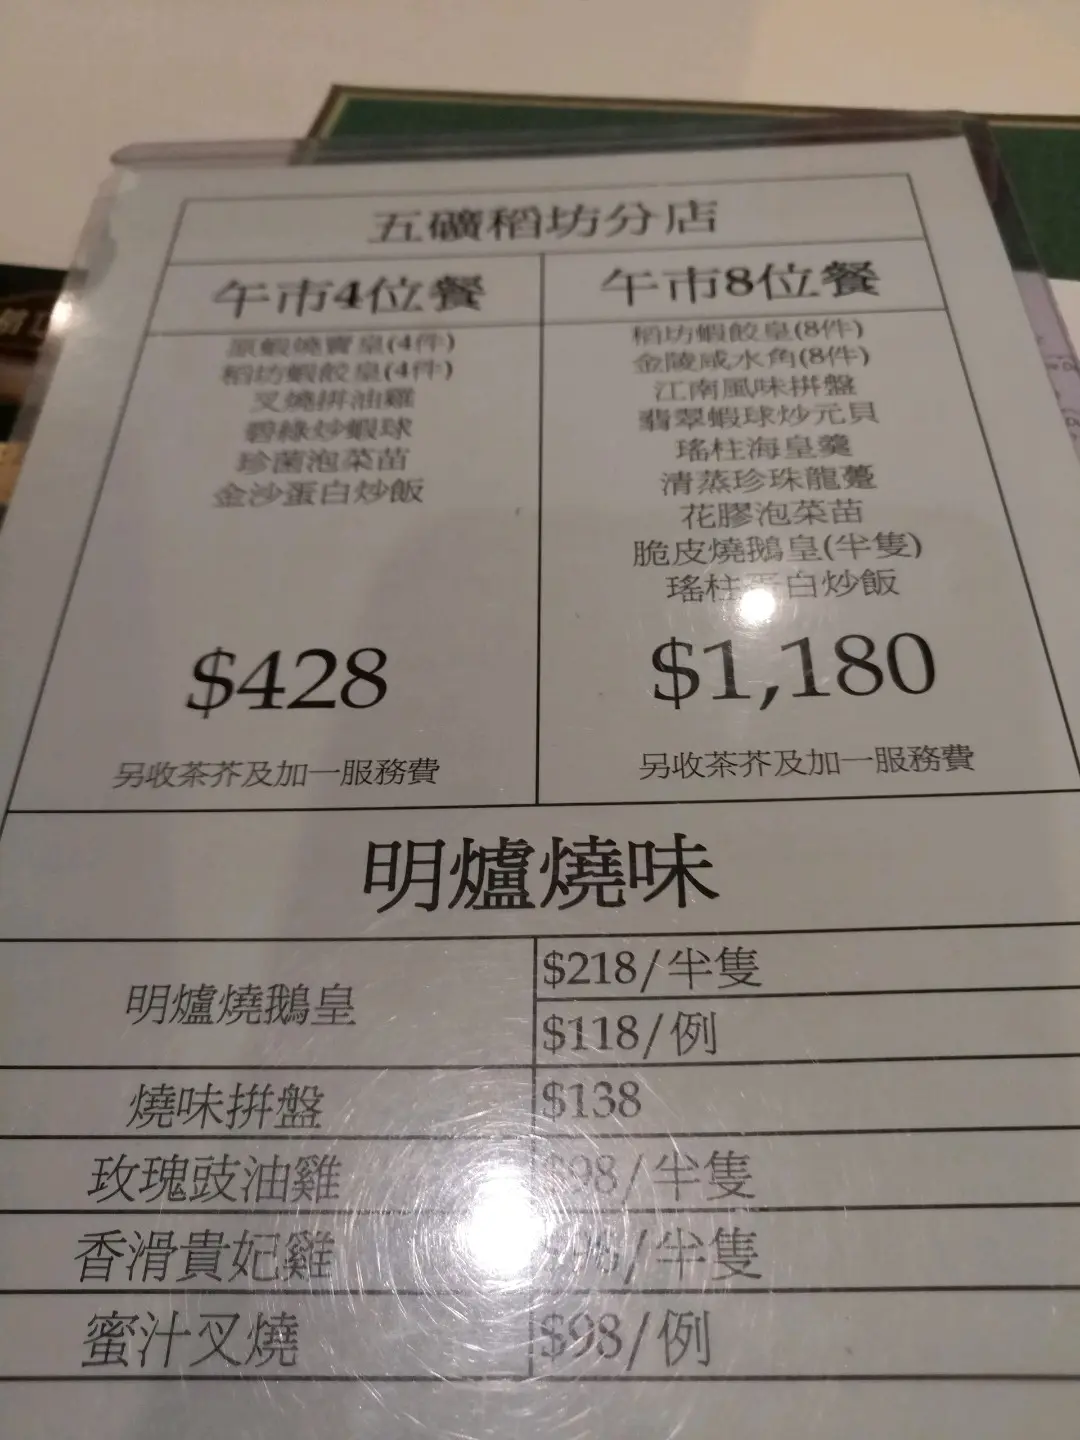 五礦稻坊分店
午市4位餐
原蝦燒賣皇(4件)
稻坊蝦餃皇(4件)
叉燒拼油雞
碧綠炒蝦球
珍菌泡菜苗
金沙蛋白炒飯
$428
另收茶芥及加一服務費
午市8位餐
稻坊蝦餃皇(8件)
金陵咸水角(8件)
江南風味拼盤
翡翠蝦球炒元貝
瑤柱海皇羹
清蒸珍珠龍躉
花膠泡菜苗
脆皮燒鵝皇(半隻)
瑤柱蛋白炒飯
$1,180
另收茶芥及加一服務費
明爐燒味
明爐燒鵝皇
$218/半隻
$118/例
燒味拼盤
$138
玫瑰豉油雞
$98/半隻
香滑貴妃雞
/半隻
蜜汁叉燒
$98/例